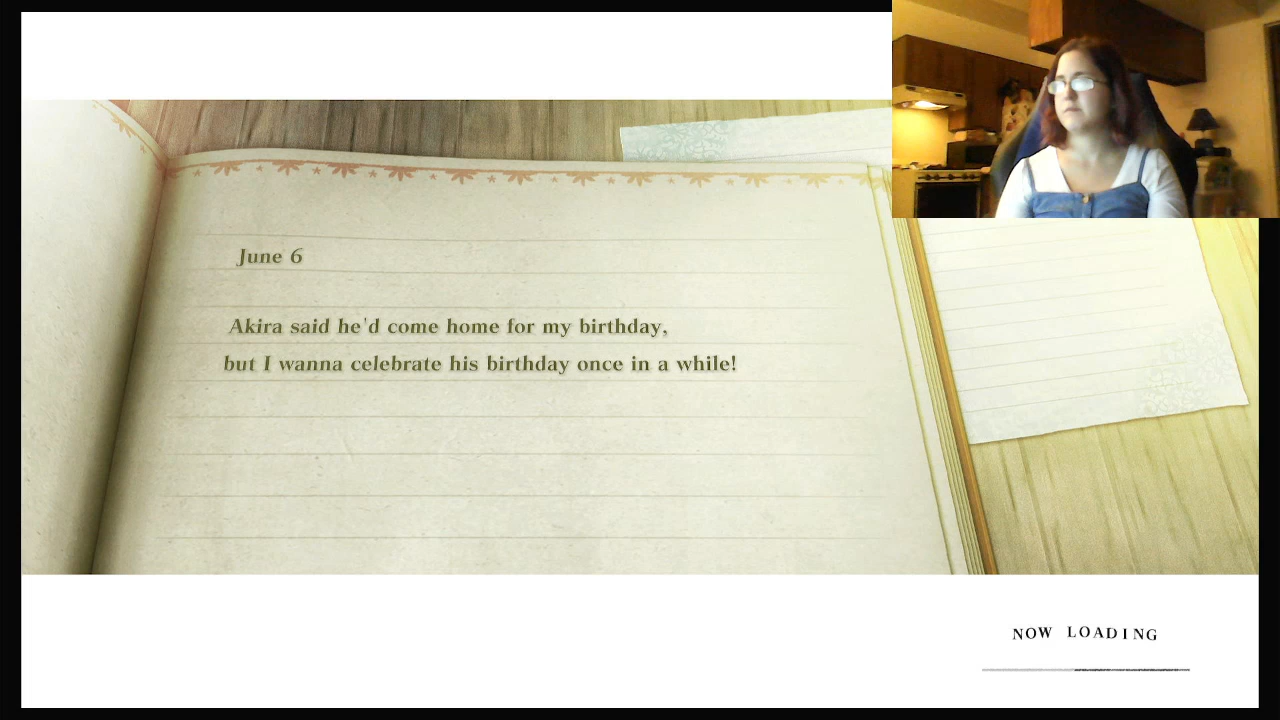 June 6
Akira said he'd come home for my birthday,
but I wanna celebrate his birthday once in a while!
NOW LOADING